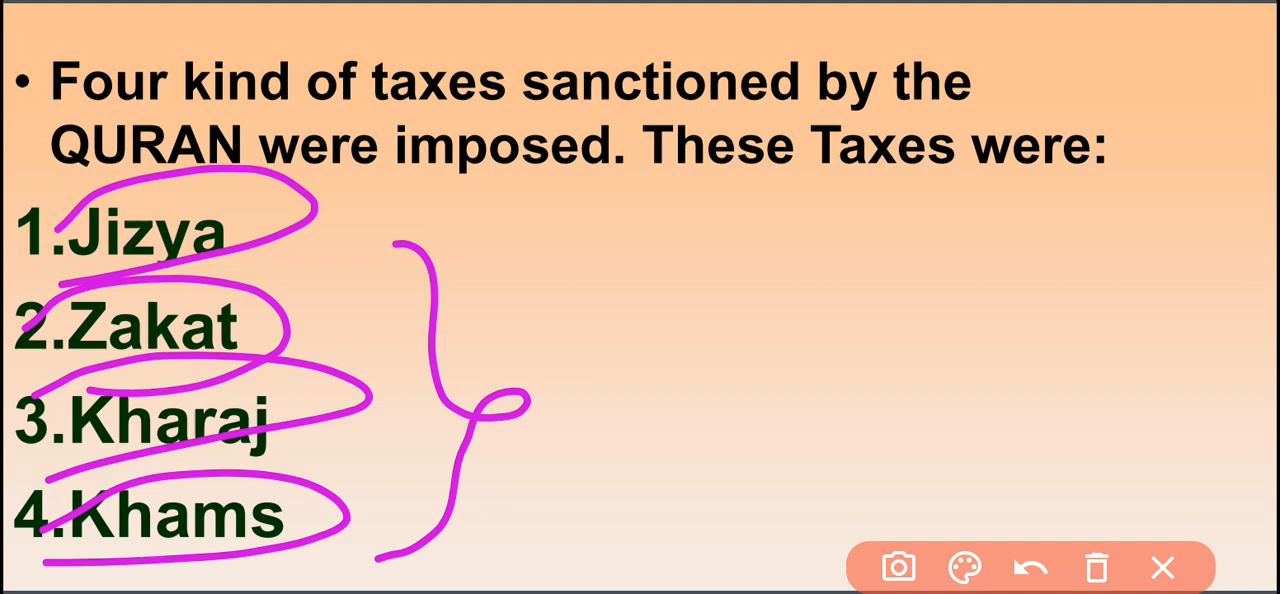 • Four kind of taxes sanctioned by the
QURAN were imposed. These Taxes were:
1.Jizya
2.Zakat
3.Kharaj
4.Khams